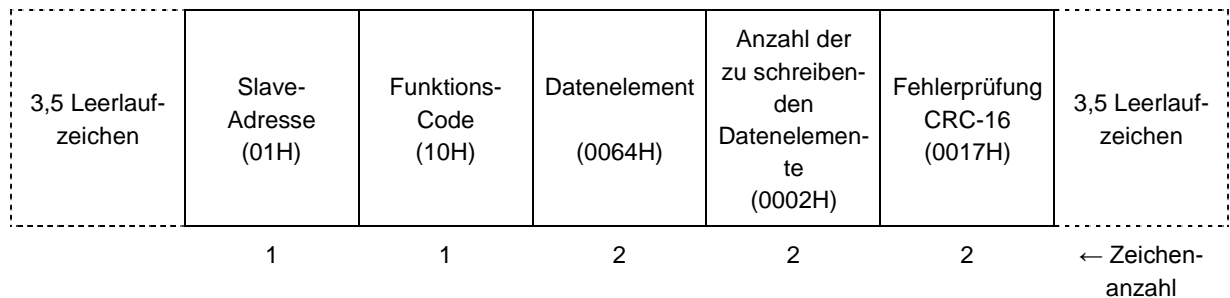 3,5 Leerlauf-
zeichen
Slave-
Adresse
(01H)
Funktions-
Code
(10H)
Datenelement
(0064H)
Anzahl der
zu schreiben-
den
Datenelemen-
te
(0002H)
Fehlerprüfung
CRC-16
(0017H)
3,5 Leerlauf-
zeichen
1
1
2
2
2
← Zeichen-
anzahl